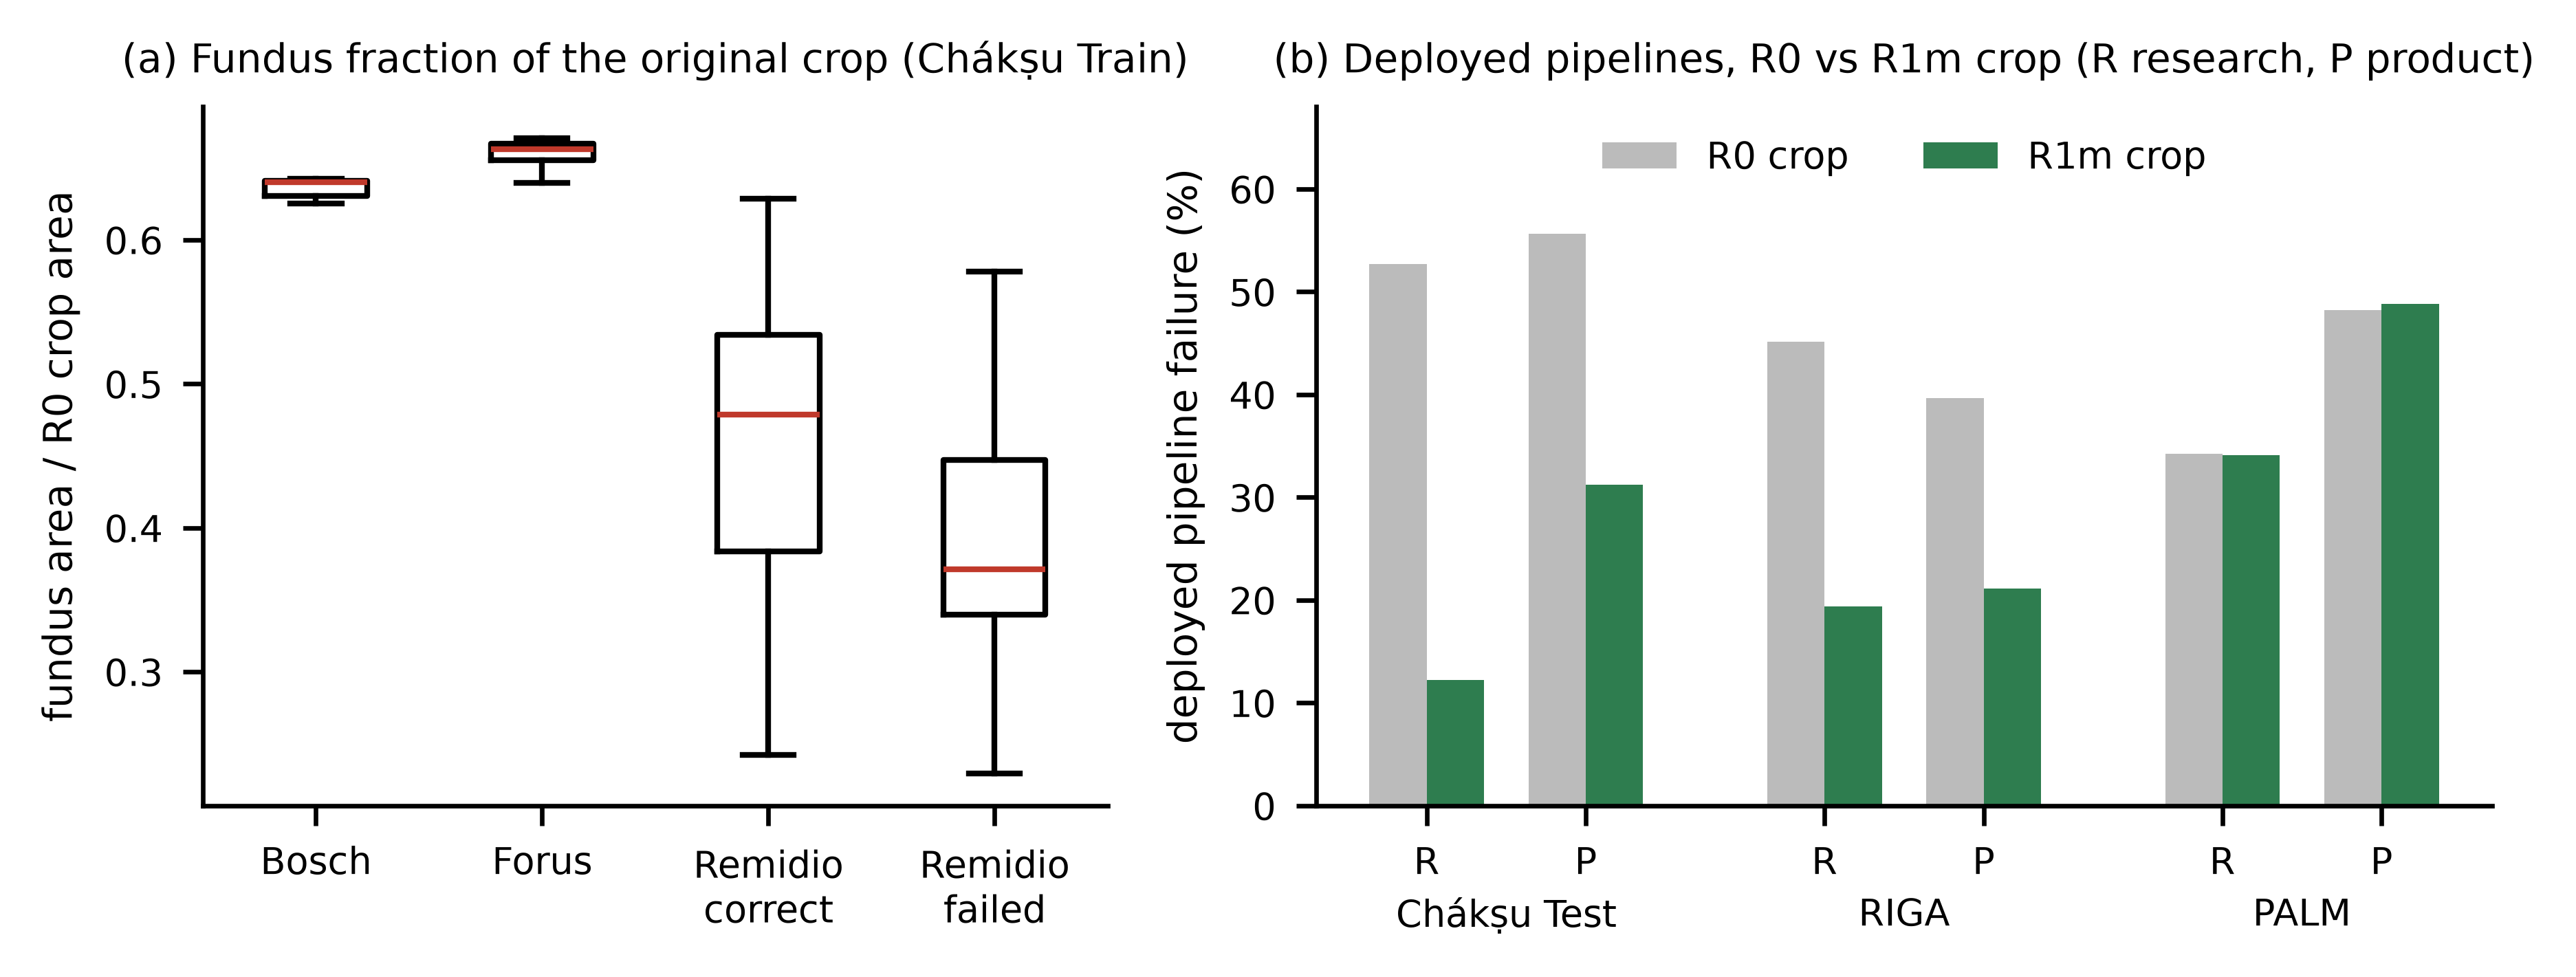 (a) Fundus fraction of the original crop (Chákṣu Train)
fundus area / R0 crop area
0.6
0.5
0.4
0.3
Bosch
Forus
Remidio
correct
Remidio
failed
(b) Deployed pipelines, R0 vs R1m crop (R research, P product)
R0 crop
R1m crop
deployed pipeline failure (%)
60
50
40
30
20
10
0
R P R P R P
Chákṣu Test RIGA PALM